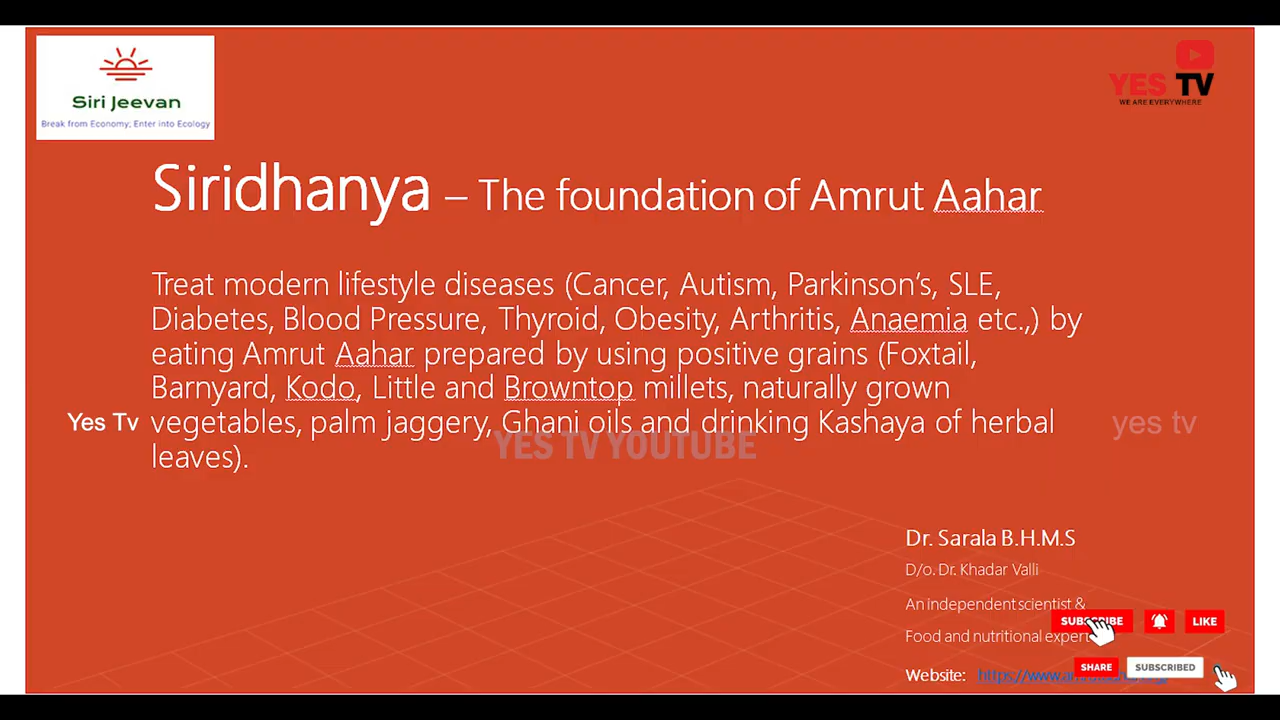 Siri Jeevan
Break from Economy; Enter into Ecology
YES TV
WE ARE EVERYWHERE
Siridhanya – The foundation of Amrut Aahar
Treat modern lifestyle diseases (Cancer, Autism, Parkinson's, SLE,
Diabetes, Blood Pressure, Thyroid, Obesity, Arthritis, Anaemia etc.,) by
eating Amrut Aahar prepared by using positive grains (Foxtail,
Barnyard, Kodo, Little and Browntop millets, naturally grown
Yes Tv
vegetables, palm jaggery, Ghani oils and drinking Kashaya of herbal
yes tv
YES TV YOUTUBE
leaves).
Dr. Sarala B.H.M.S
D/o. Dr. Khadar Valli
An independent scientist &
SUBSCRIBE
LIKE
Food and nutritional expert
SHARE
SUBSCRIBED
Website: